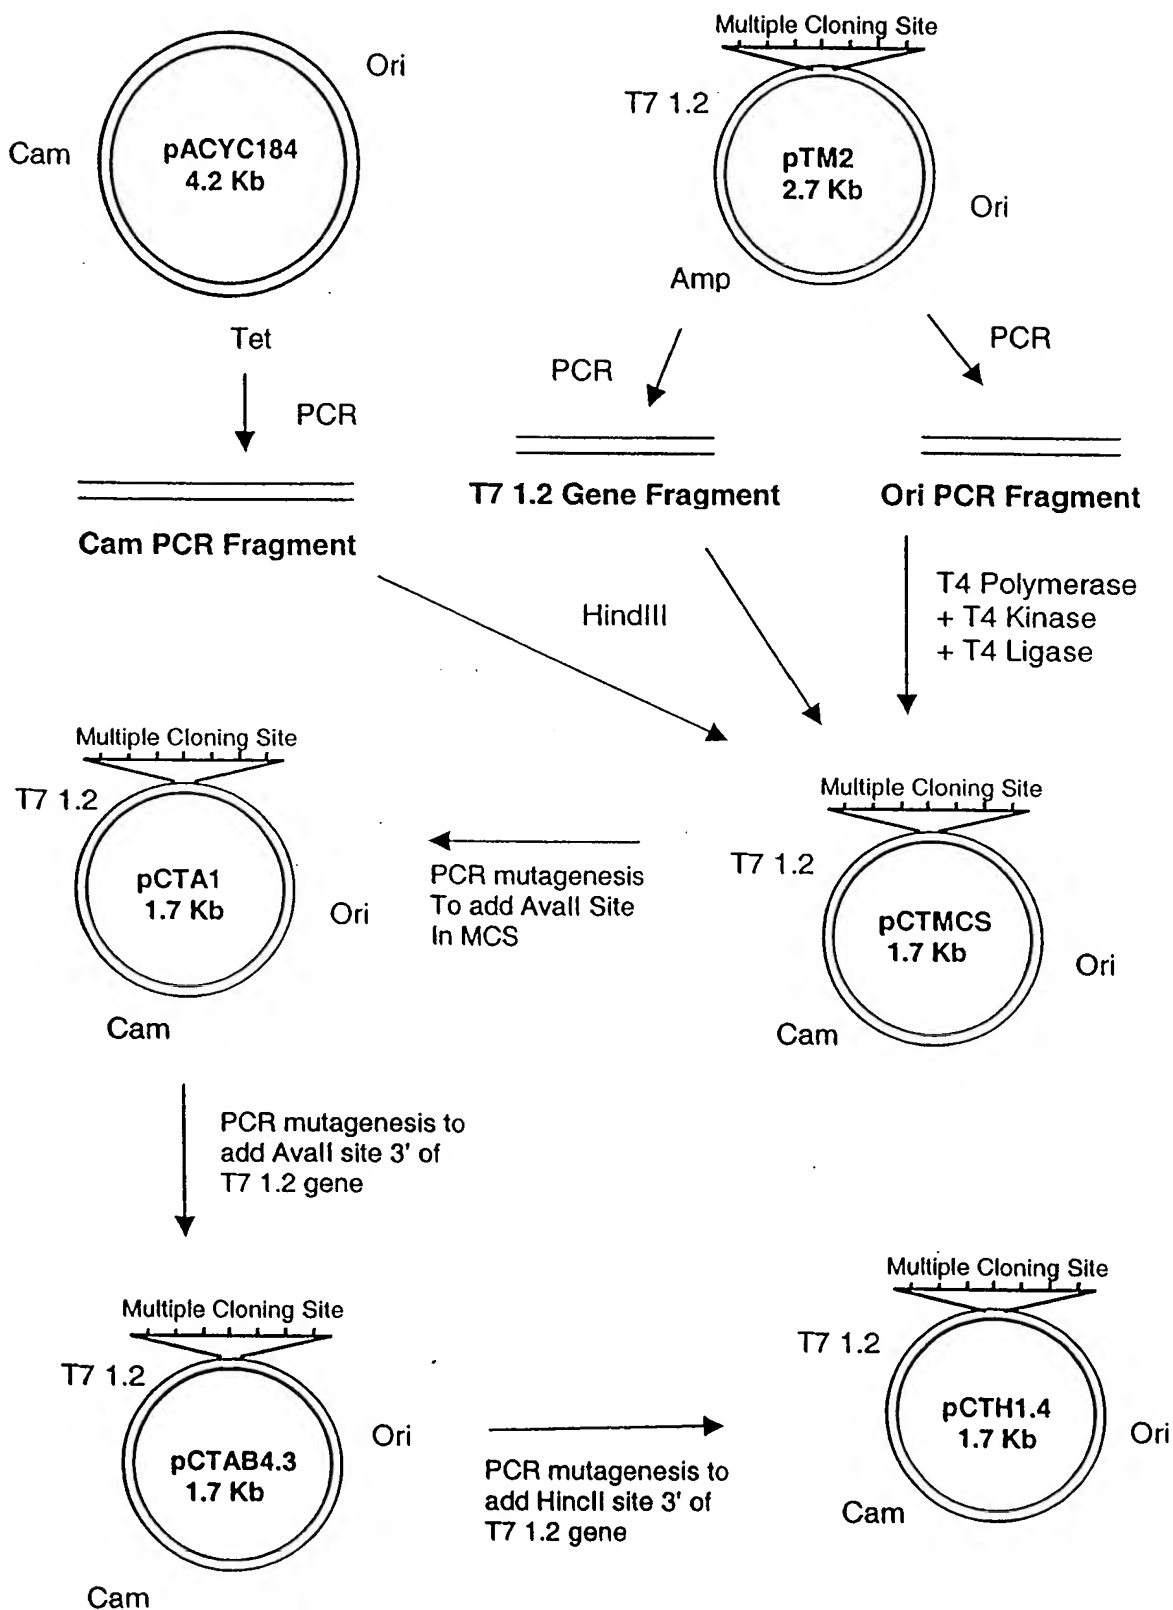 Ori
Cam
pACYC184
4.2 Kb
Tet
PCR
Multiple Cloning Site
T7 1.2
pTM2
2.7 Kb
Ori
Amp
PCR
PCR
Cam PCR Fragment
T7 1.2 Gene Fragment
Ori PCR Fragment
HindIII
T4 Polymerase
+ T4 Kinase
+ T4 Ligase
Multiple Cloning Site
T7 1.2
pCTMCS
1.7 Kb
Ori
Cam
PCR mutagenesis
To add AvaII Site
In MCS
Multiple Cloning Site
T7 1.2
pCTA1
1.7 Kb
Ori
Cam
PCR mutagenesis to
add AvaII site 3' of
T7 1.2 gene
Multiple Cloning Site
T7 1.2
pCTAB4.3
1.7 Kb
Ori
Cam
PCR mutagenesis to
add HincII site 3' of
T7 1.2 gene
Multiple Cloning Site
T7 1.2
pCTH1.4
1.7 Kb
Ori
Cam